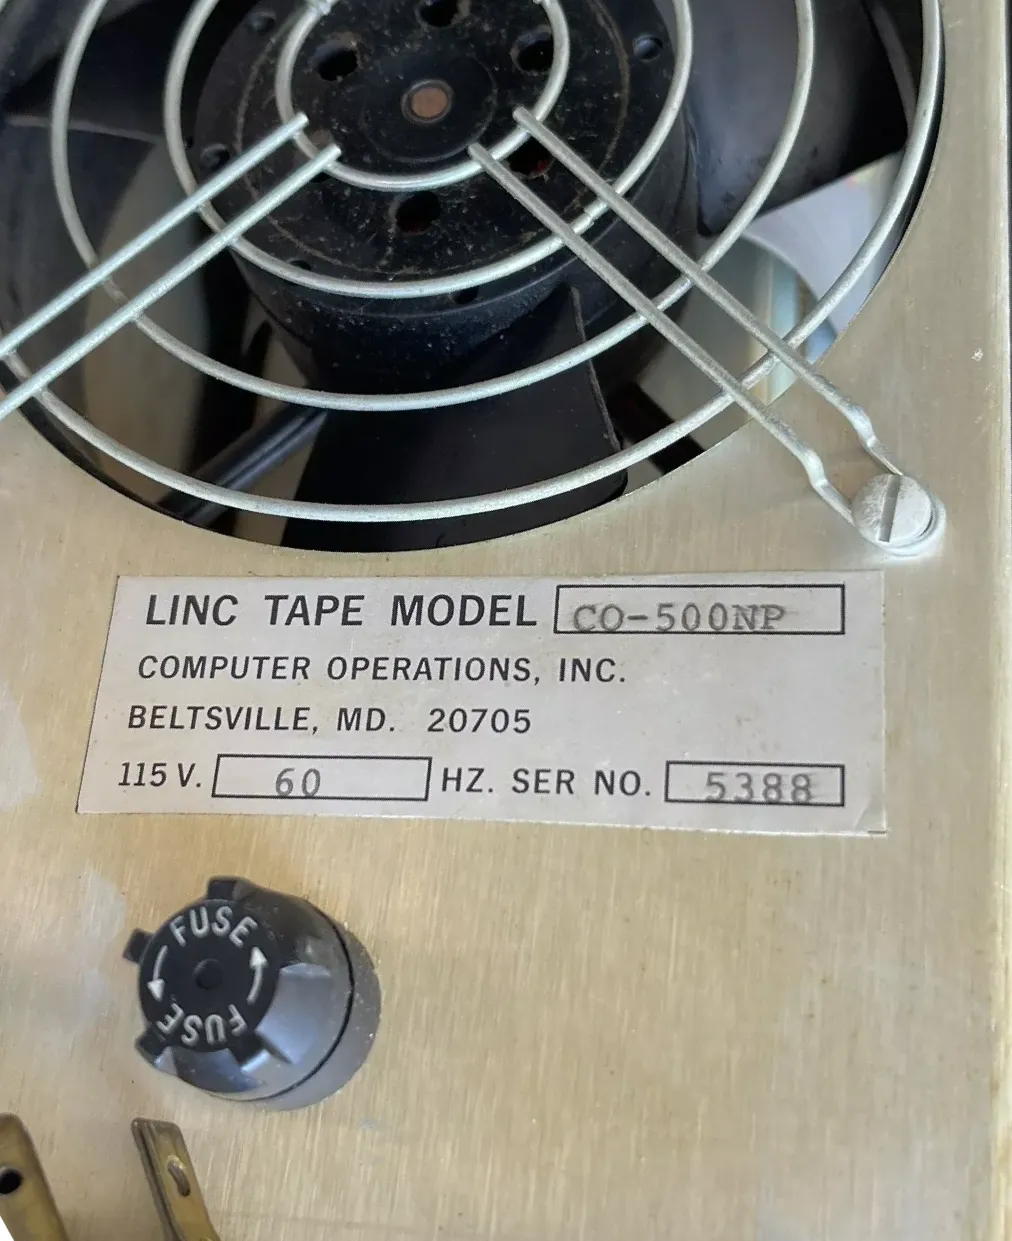 LINC TAPE MODEL CO-500NP
COMPUTER OPERATIONS, INC.
BELTSVILLE, MD. 20705
115 V. 60 HZ. SER NO. 5388
FUSE
FUSE